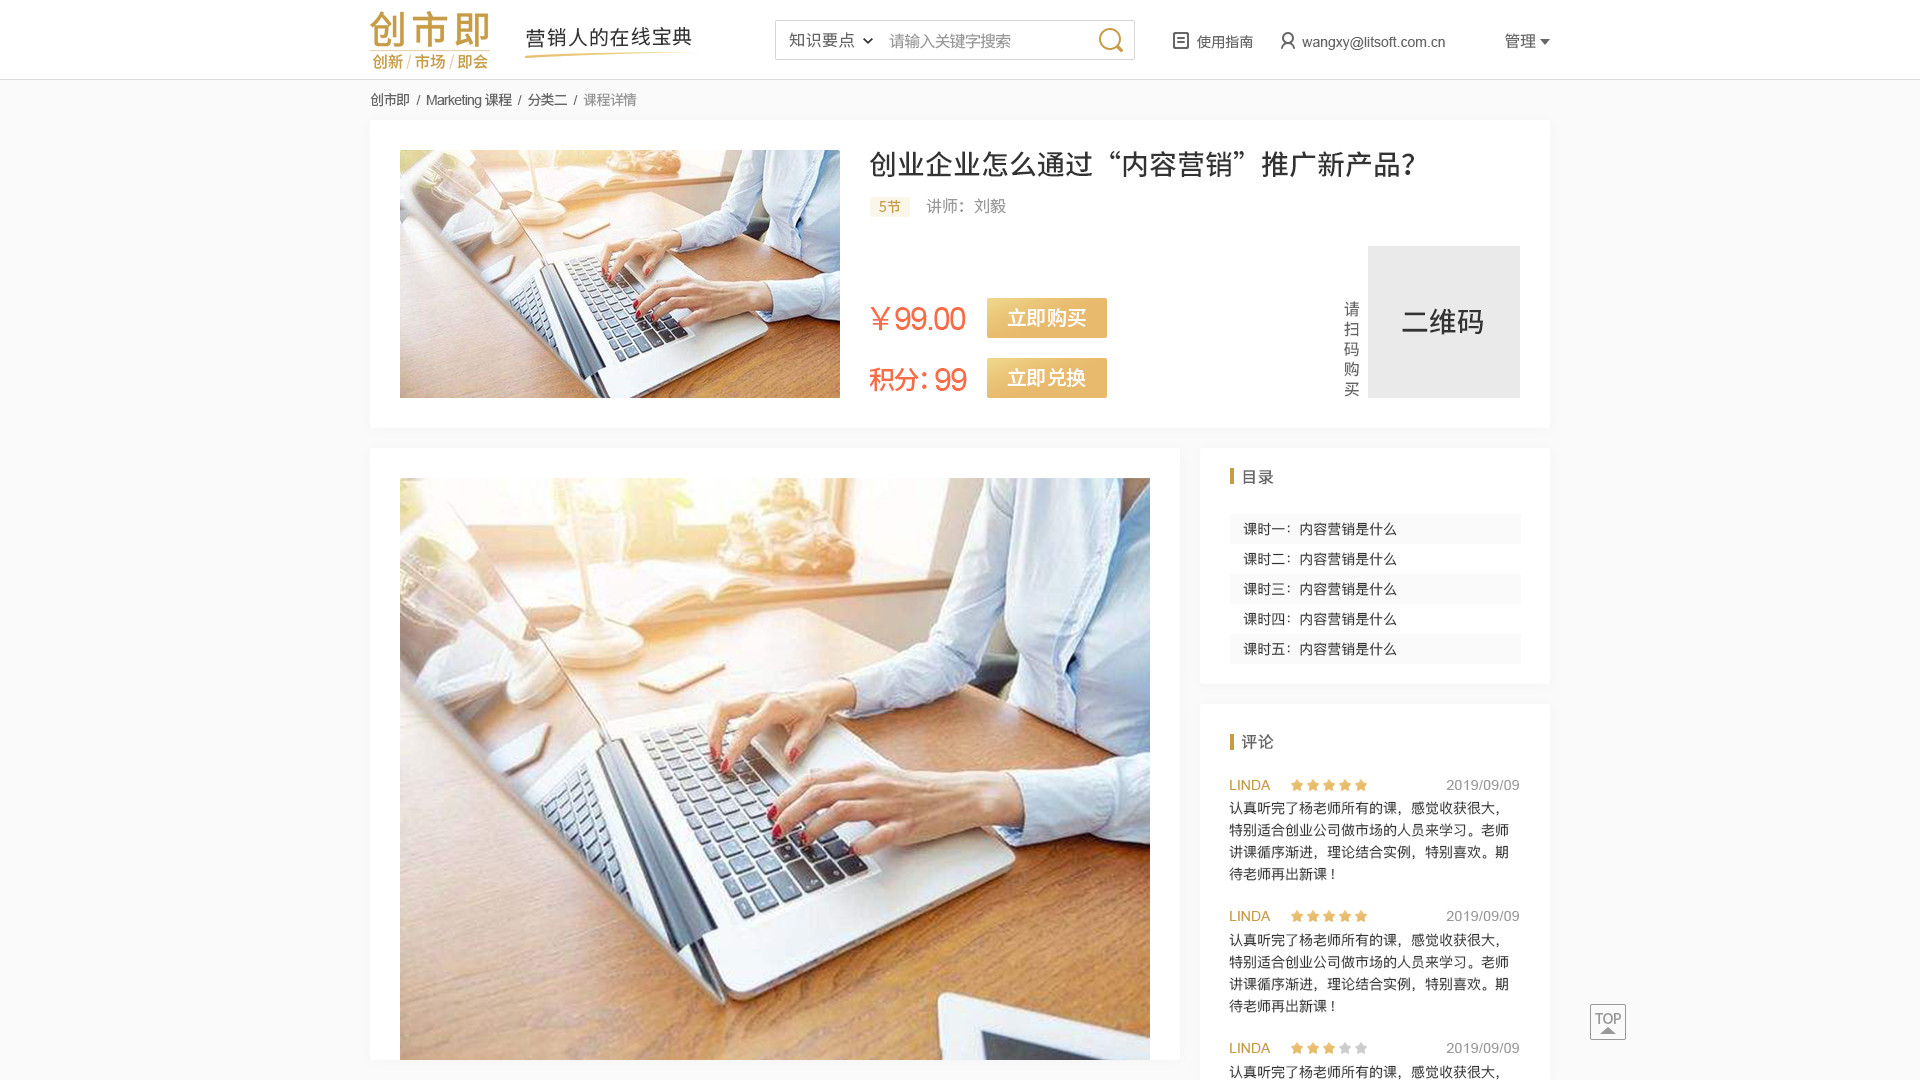 创市即
创新 / 市场 / 即会
营销人的在线宝典
知识要点 请输入关键字搜索
使用指南
wangxy@litsoft.com.cn
管理
创市即 / Marketing 课程 / 分类二 / 课程详情
创业企业怎么通过“内容营销”推广新产品？
5节 讲师：刘毅
￥99.00 立即购买
积分：99 立即兑换
请扫码购买
二维码
目录
课时一：内容营销是什么
课时二：内容营销是什么
课时三：内容营销是什么
课时四：内容营销是什么
课时五：内容营销是什么
评论
LINDA 2019/09/09
认真听完了杨老师所有的课，感觉收获很大，
特别适合创业公司做市场的人员来学习。老师
讲课循序渐进，理论结合实例，特别喜欢。期
待老师再出新课！
LINDA 2019/09/09
认真听完了杨老师所有的课，感觉收获很大，
特别适合创业公司做市场的人员来学习。老师
讲课循序渐进，理论结合实例，特别喜欢。期
待老师再出新课！
LINDA 2019/09/09
认真听完了杨老师所有的课，感觉收获很大，
TOP